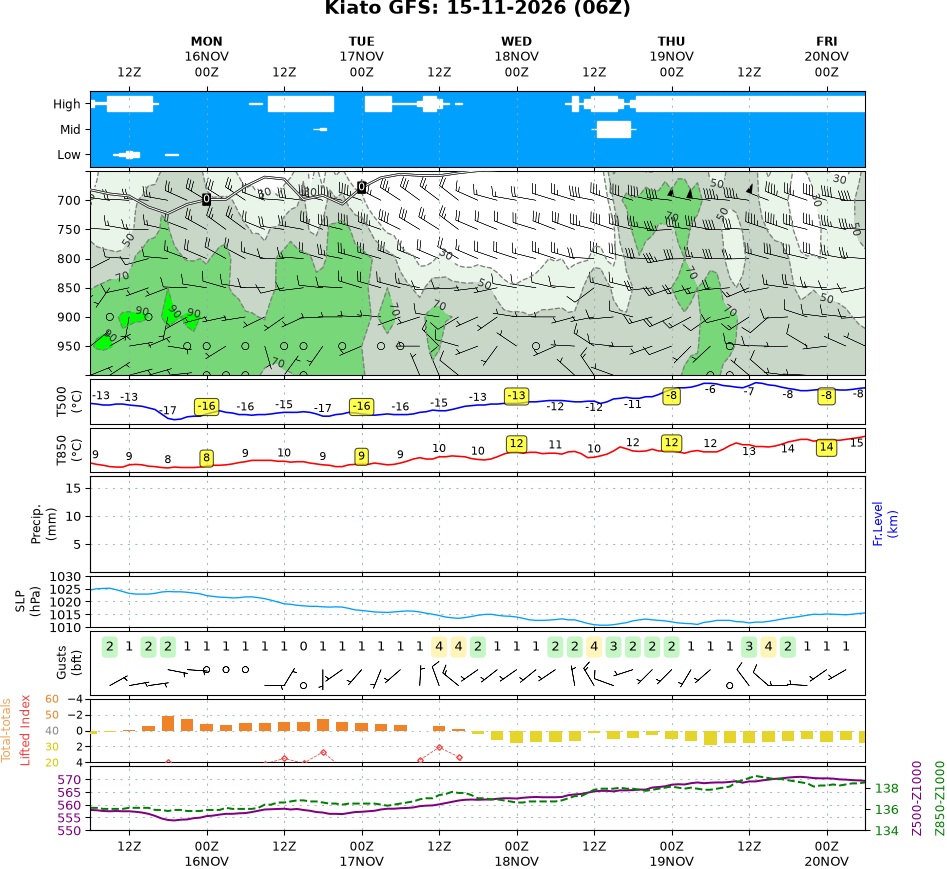 Kiato GFS: 15-11-2026 (06Z)
MON TUE WED THU FRI
16NOV 17NOV 18NOV 19NOV 20NOV
12Z 00Z 12Z 00Z 12Z 00Z 12Z 00Z 12Z 00Z
High
Mid
Low
0 0 30 30 50 30
700 70 50 30
750 50 50
800 30
70 70
850 50 50
90 90 90 70 70
900
90
950
70
T500
(°C)
-13 -13 -17 -16 -16 -15 -17 -16 -16 -15 -13 -13 -12 -12 -11 -8 -6 -7 -8 -8 -8
T850
(°C)
9 9 8 8 9 10 9 9 9 10 10 12 11 10 12 12 12 13 14 14 15
Precip.
(mm)
15
10
5
Fr.Level
(km)
SLP
(hPa)
1030
1025
1020
1015
1010
Gusts
(bft)
2 1 2 2 1 1 1 1 1 1 0 1 1 1 1 1 1 4 4 2 1 1 1 2 2 4 3 2 2 2 1 1 1 3 4 2 1 1 1
Total-totals
Lifted Index
60 −4
50 −2
40 0
30 2
20 4
570
565
560
555
550
138
136
134
Z500-Z1000
Z850-Z1000
12Z 00Z 12Z 00Z 12Z 00Z 12Z 00Z 12Z 00Z
16NOV 17NOV 18NOV 19NOV 20NOV